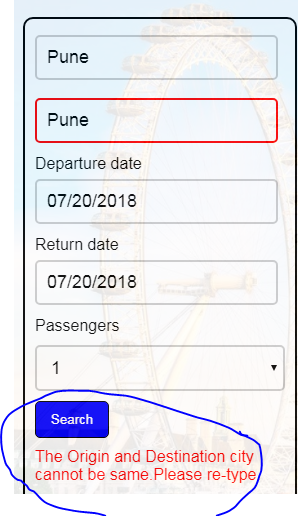 Pune
Pune
Departure date
07/20/2018
Return date
07/20/2018
Passengers
1
Search
The Origin and Destination city
cannot be same.Please re-type